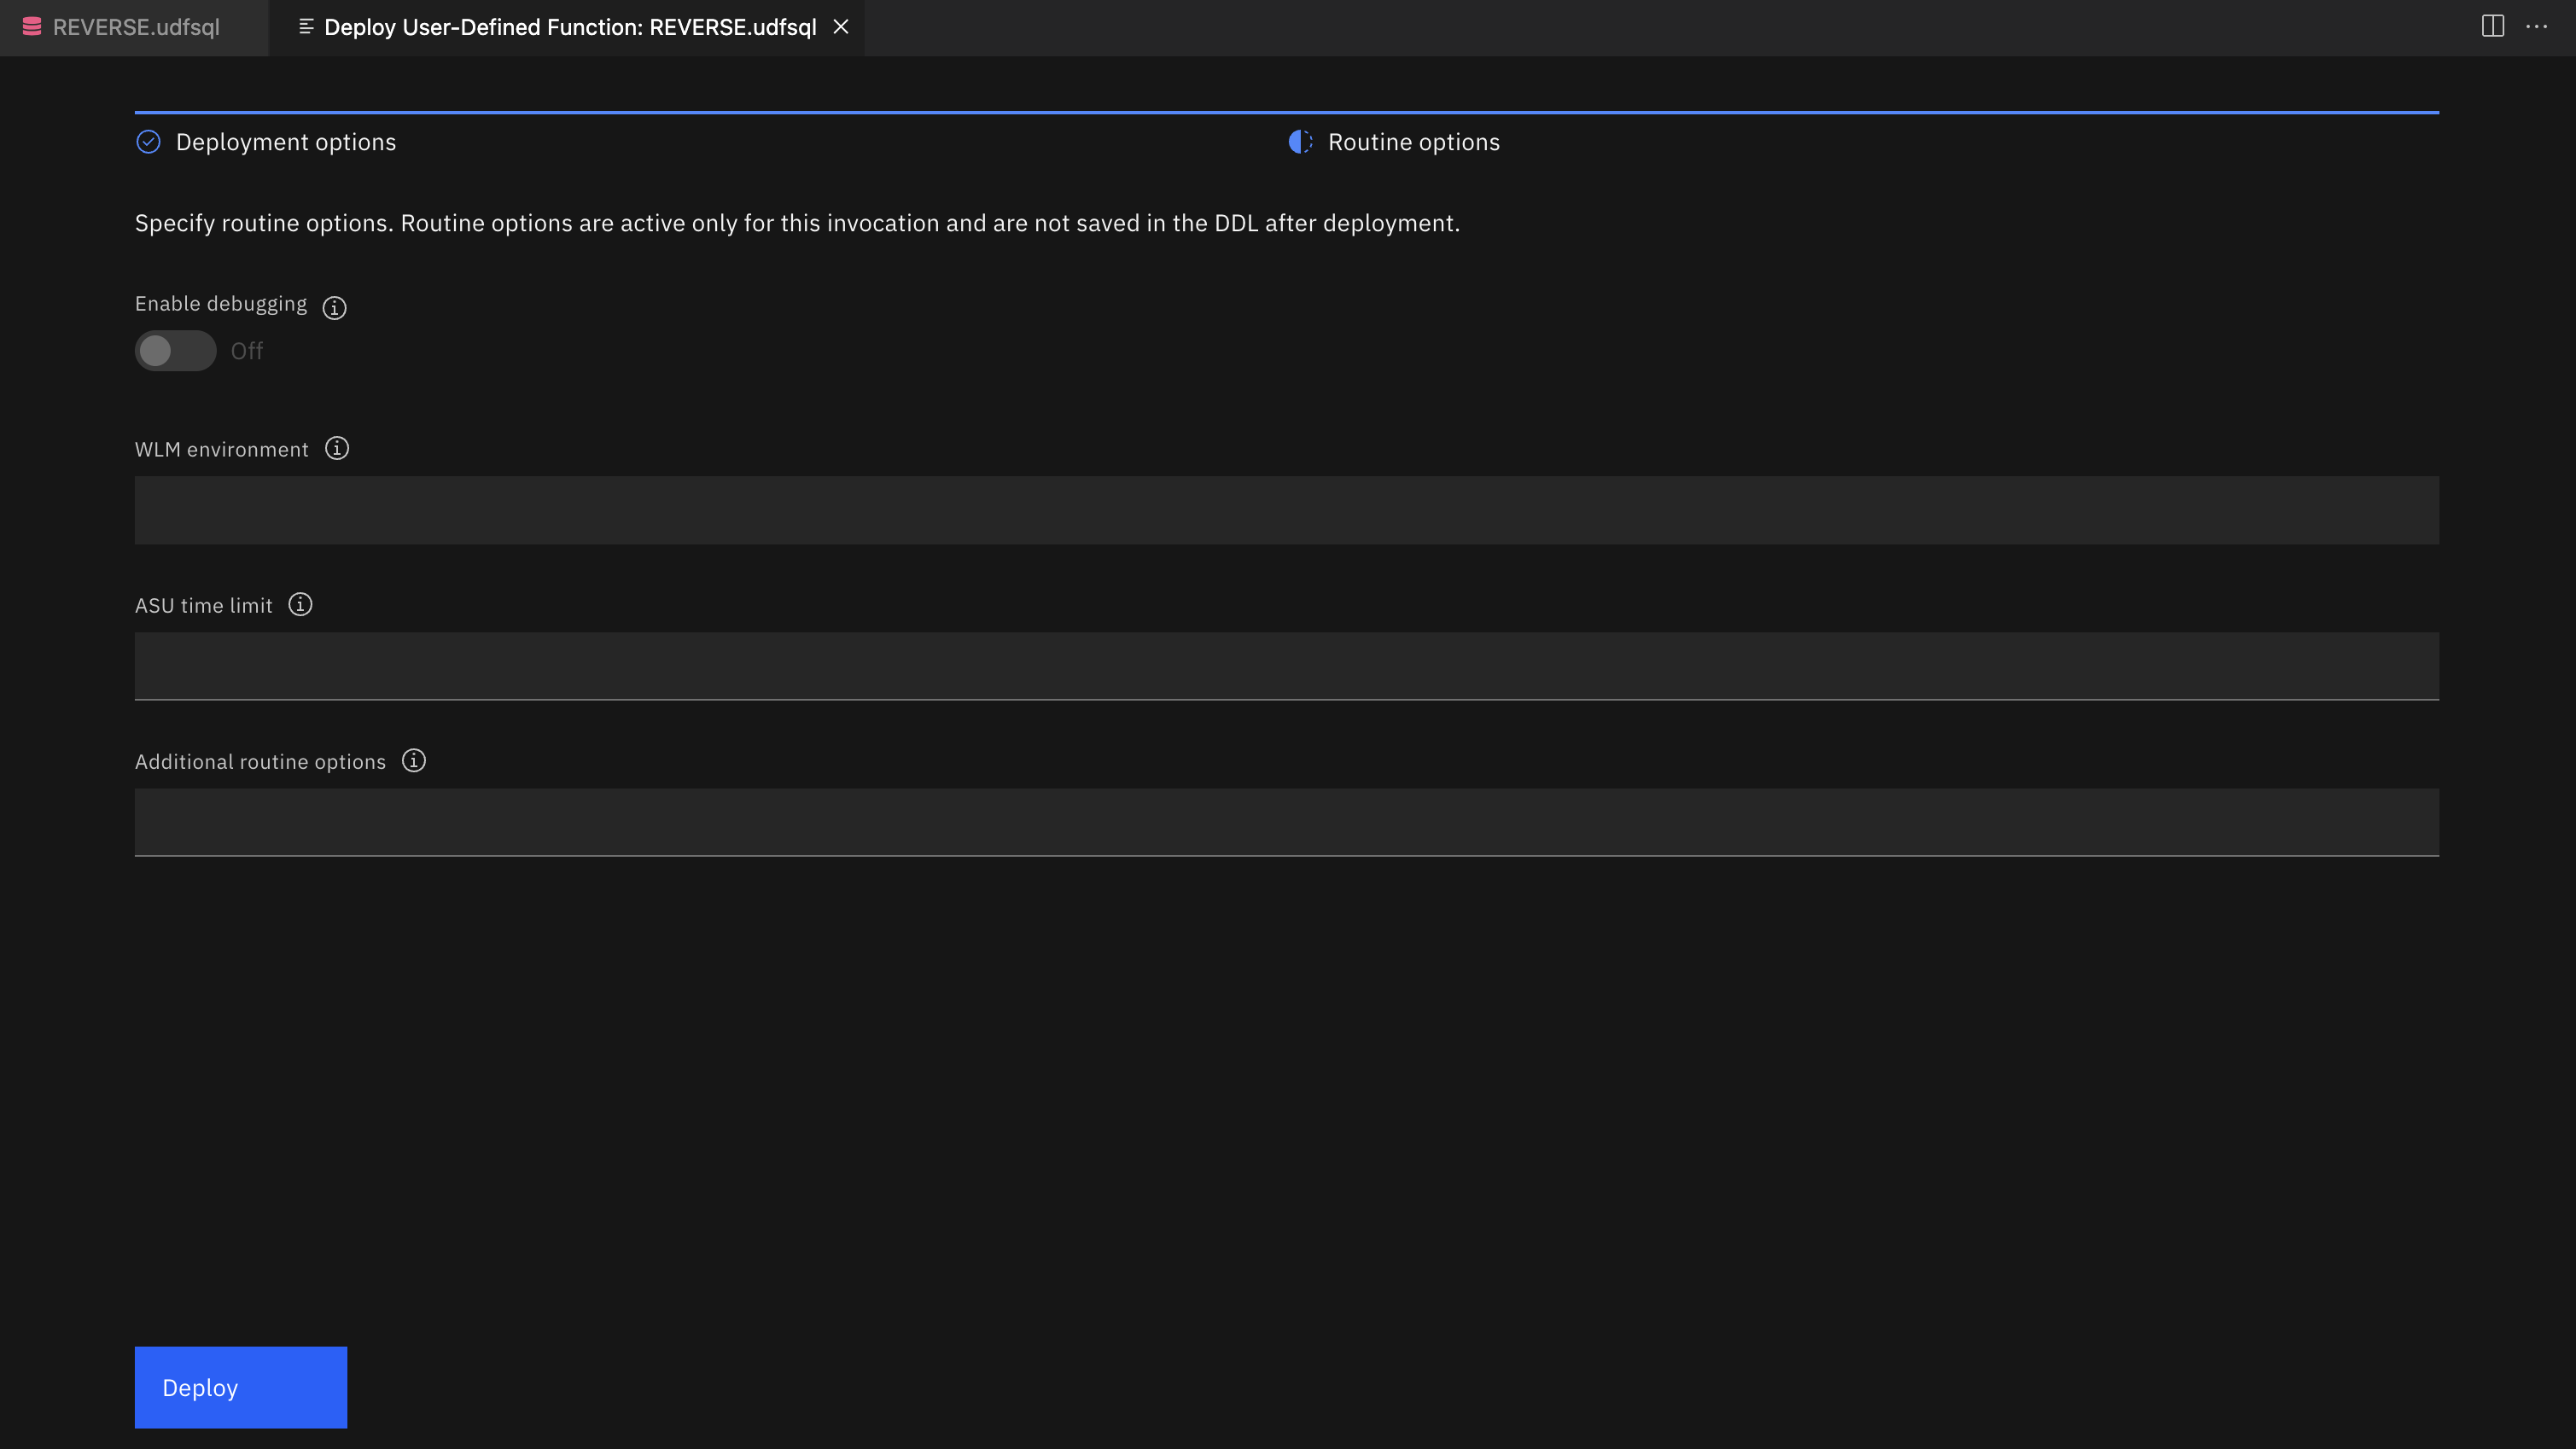 REVERSE.udfsql
Deploy User-Defined Function: REVERSE.udfsql
Deployment options
Routine options
Specify routine options. Routine options are active only for this invocation and are not saved in the DDL after deployment.
Enable debugging
Off
WLM environment
ASU time limit
Additional routine options
Deploy